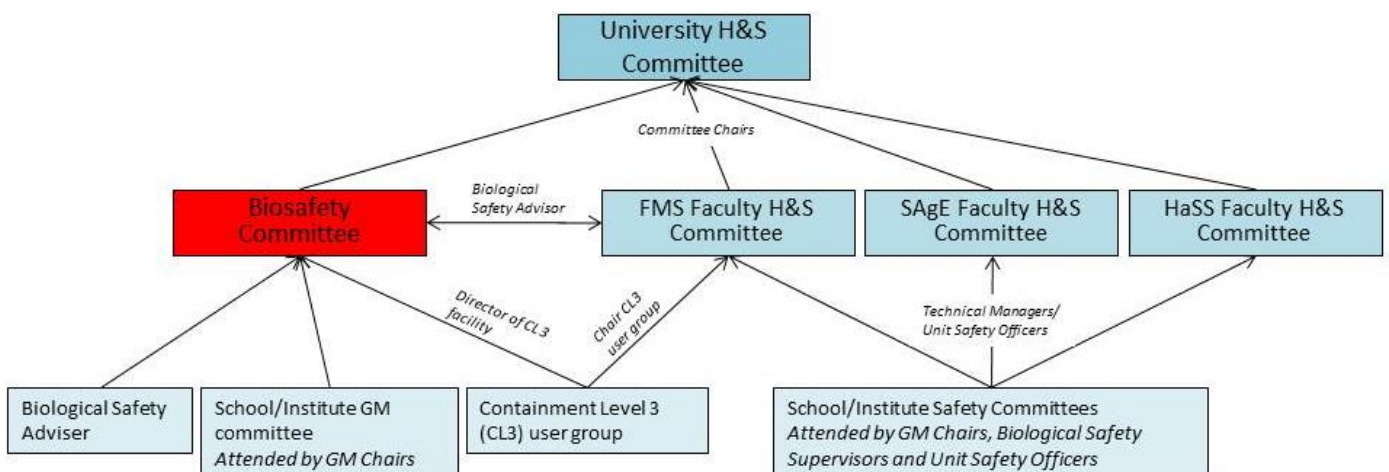 University H&S
Committee
Committee Chairs
Biosafety
Committee
Biological
Safety Advisor
FMS Faculty H&S
Committee
SAgE Faculty H&S
Committee
HaSS Faculty H&S
Committee
Director of CL3
facility
Chair CL3
user group
Technical Managers/
Unit Safety Officers
Biological Safety
Adviser
School/Institute GM
committee
Attended by GM Chairs
Containment Level 3
(CL3) user group
School/Institute Safety Committees
Attended by GM Chairs, Biological Safety
Supervisors and Unit Safety Officers